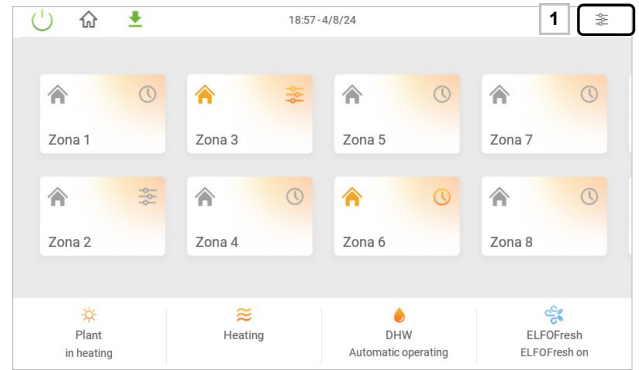 18:57-4/8/24
1
Zona 1
Zona 3
Zona 5
Zona 7
Zona 2
Zona 4
Zona 6
Zona 8
Plant
in heating
Heating
DHW
Automatic operating
ELFOFresh
ELFOFresh on